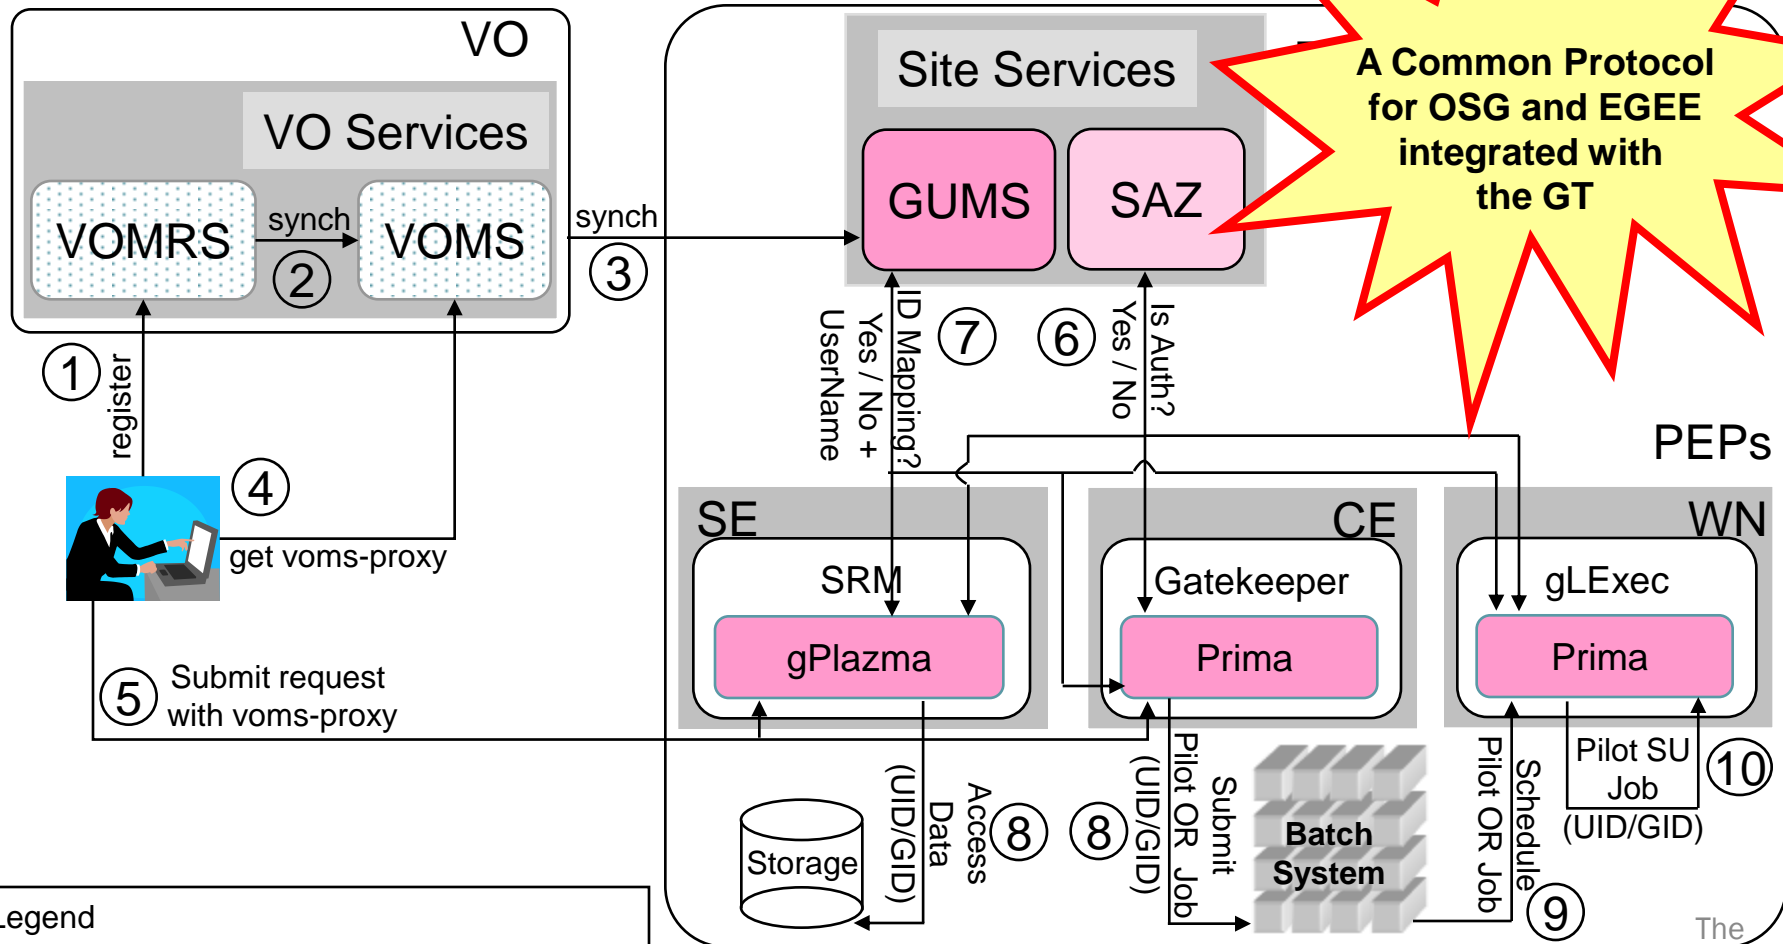 VO
VO Services
VOMRS
synch
2
VOMS
synch
3
Site Services
GUMS
SAZ
A Common Protocol
for OSG and EGEE
integrated with
the GT
1
register
4
get voms-proxy
5
Submit request
with voms-proxy
ID Mapping?
Yes / No +
UserName
7
6
Is Auth?
Yes / No
PEPs
SE
SRM
gPlazma
CE
Gatekeeper
Prima
WN
gLExec
Prima
Storage
Access
Data
(UID/GID)
8
8
Submit
Pilot OR Job
(UID/GID)
Batch
System
Schedule
Pilot OR Job
9
Pilot SU
Job
(UID/GID)
10
Legend
The